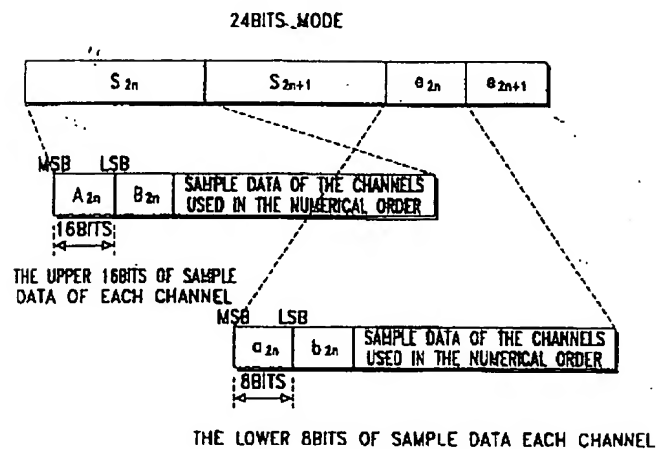 24BITS_MODE
S2n S2n+1 e2n e2n+1
MSB LSB
A2n B2n SAMPLE DATA OF THE CHANNELS
USED IN THE NUMERICAL ORDER
16BITS
THE UPPER 16BITS OF SAMPLE
DATA OF EACH CHANNEL
MSB LSB
a2n b2n SAMPLE DATA OF THE CHANNELS
USED IN THE NUMERICAL ORDER
8BITS
THE LOWER 8BITS OF SAMPLE DATA EACH CHANNEL